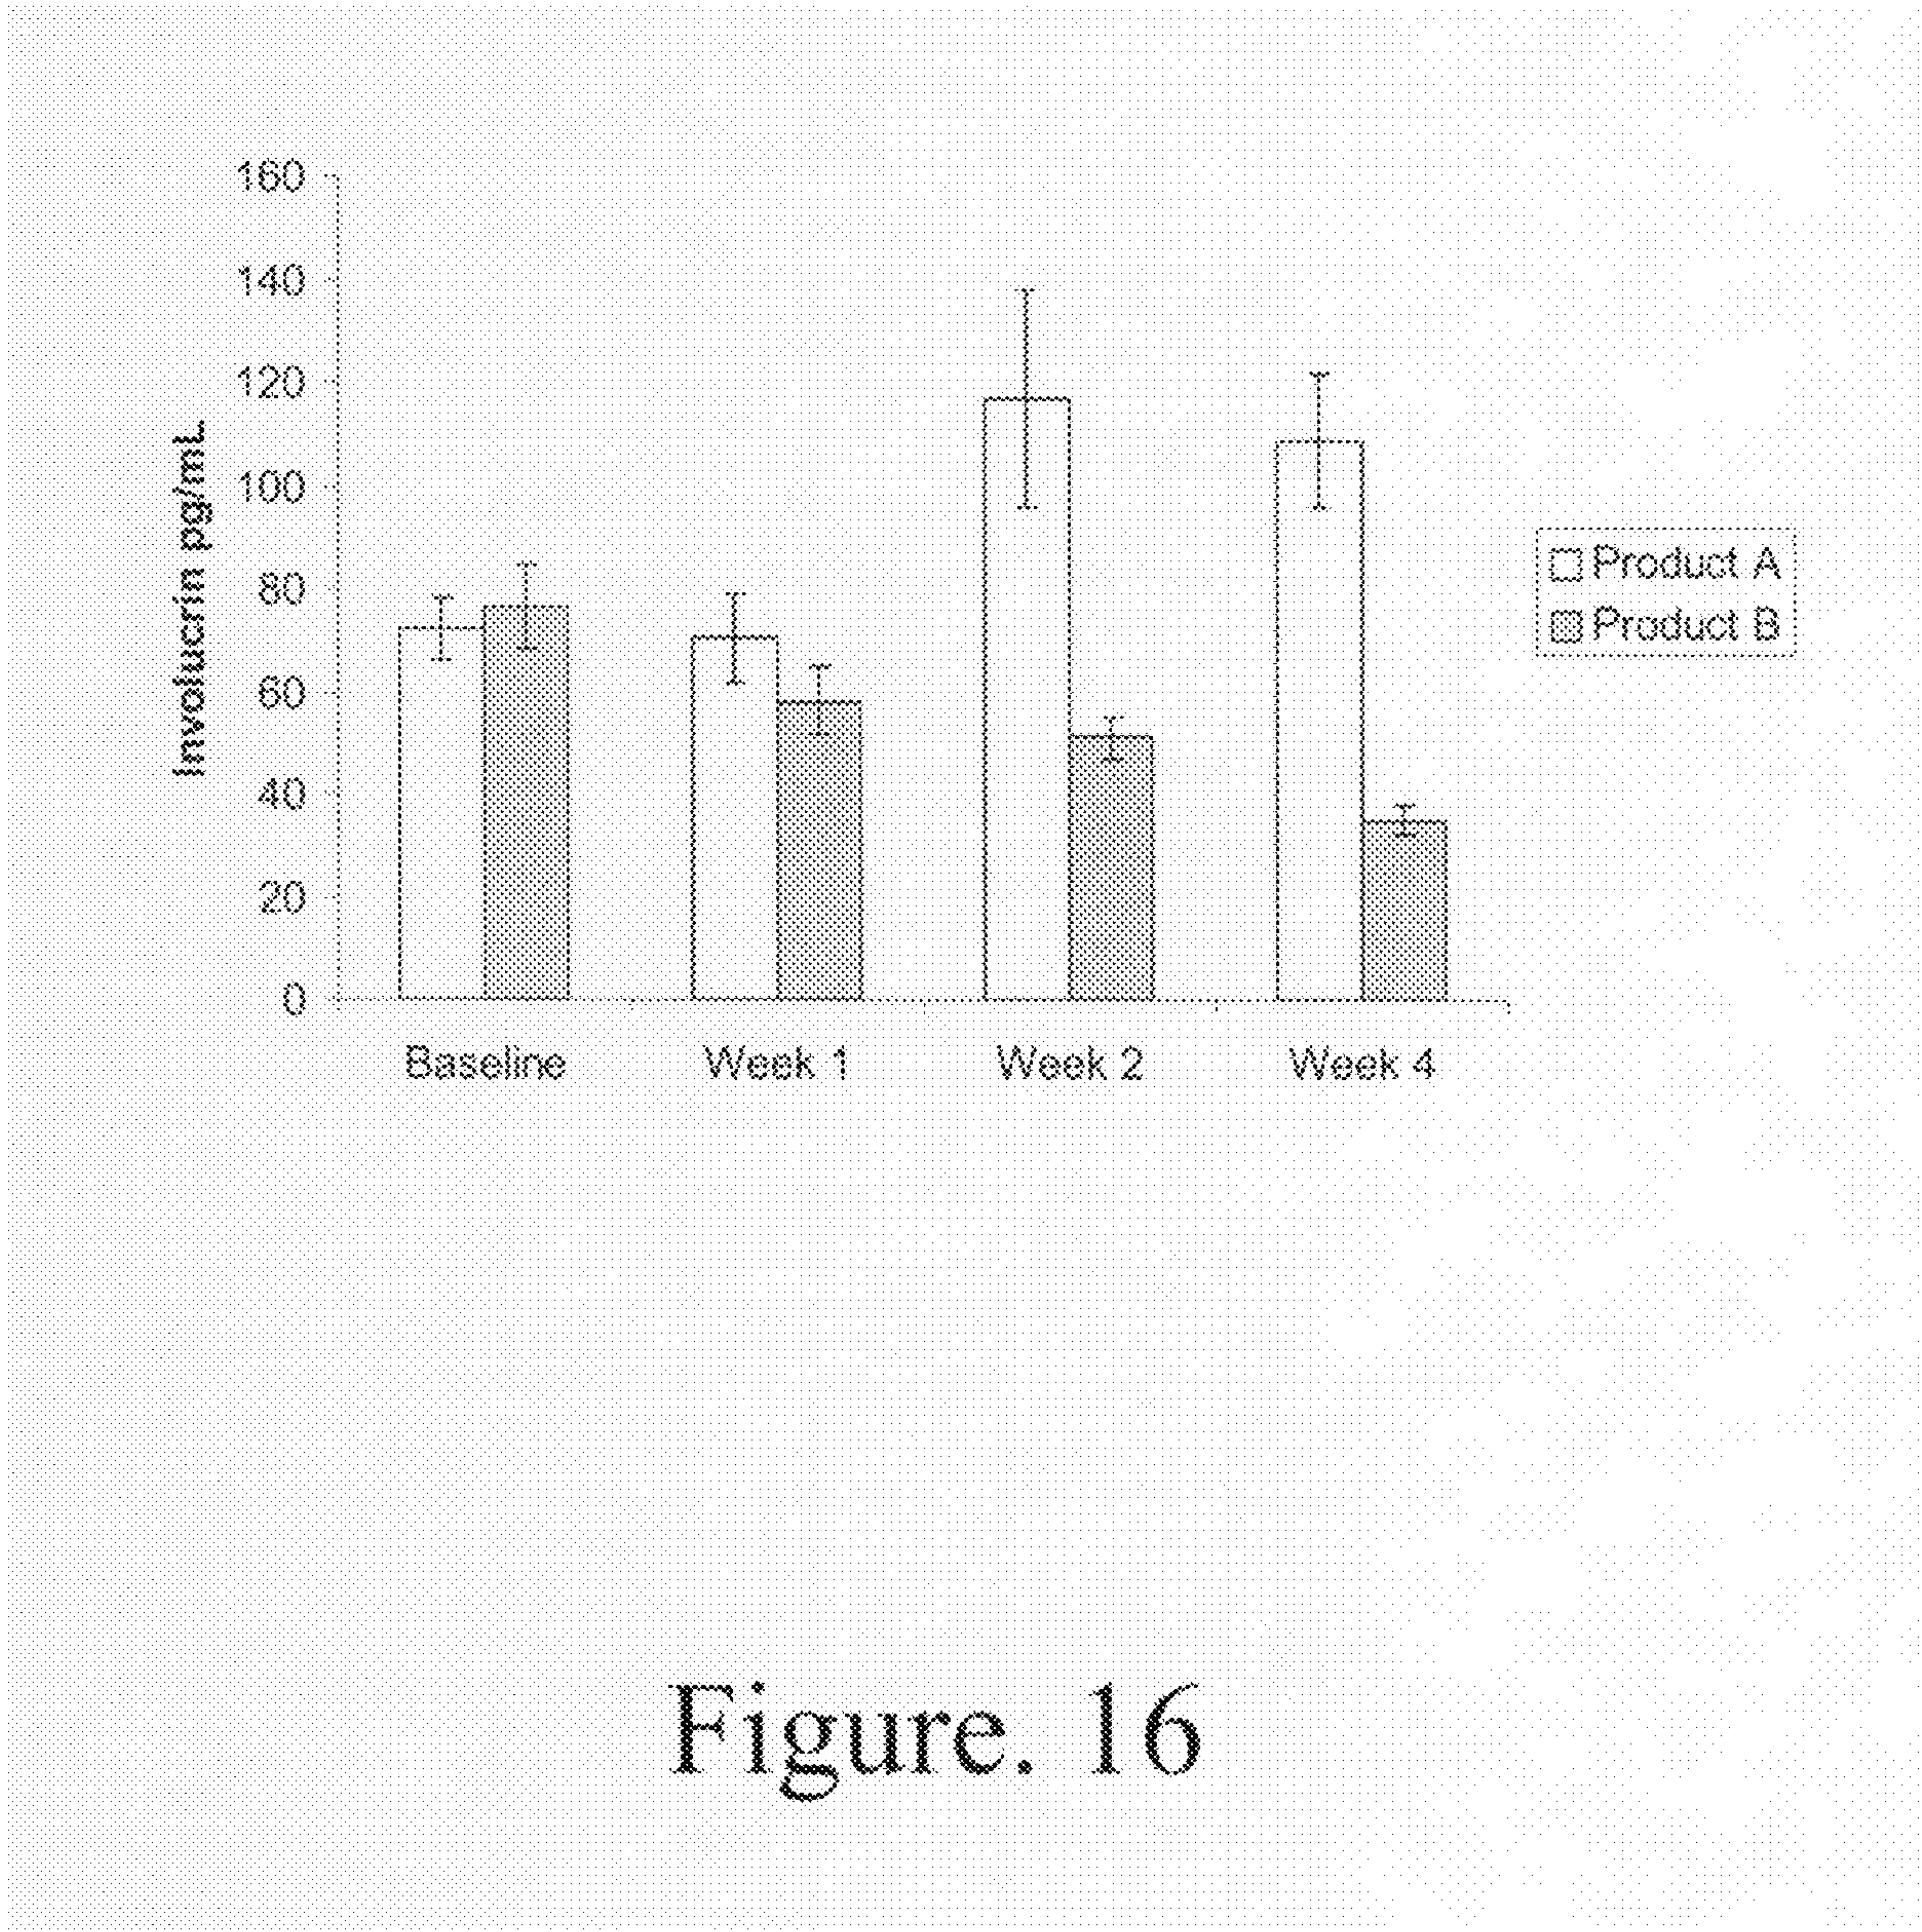 160
140
120
100
80
60
40
20
0
Involucrin pg/mL
Baseline Week 1 Week 2 Week 4
Product A
Product B
Figure. 16